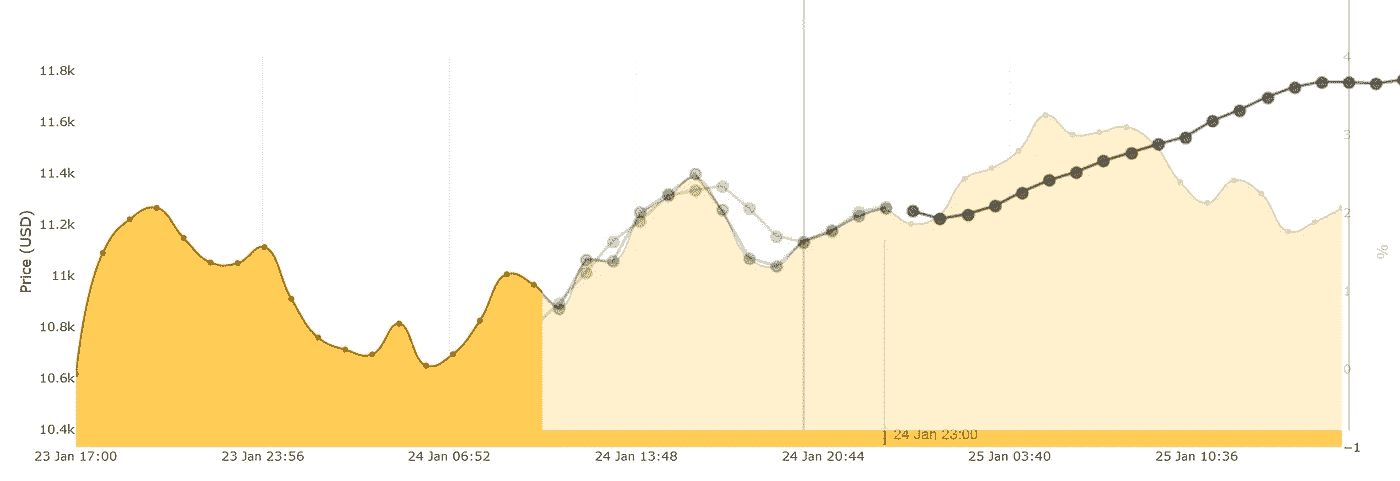 11.8k
11.6k
11.4k
11.2k
11k
10.8k
10.6k
10.4k
Price (USD)
4
3
2
1
0
−1
%
24 Jan 23:00
23 Jan 17:00
23 Jan 23:56
24 Jan 06:52
24 Jan 13:48
24 Jan 20:44
25 Jan 03:40
25 Jan 10:36